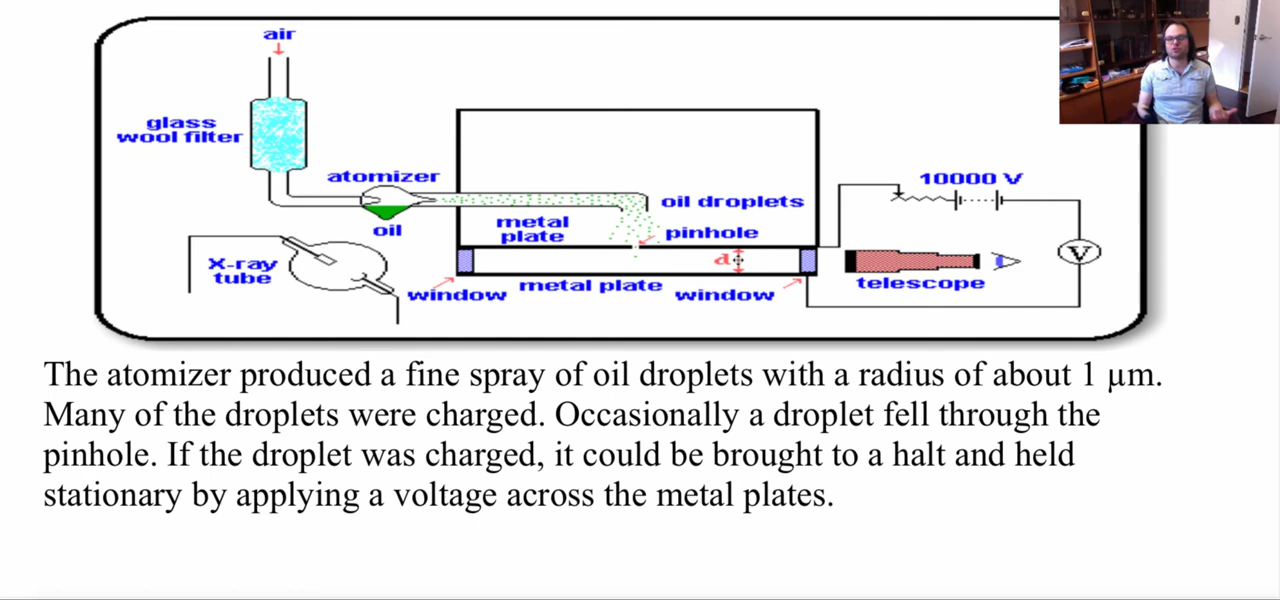 air
glass
wool filter
atomizer
10000 V
oil droplets
metal
plate
pinhole
oil
V
X-ray
tube
d
metal plate
window
window
telescope
The atomizer produced a fine spray of oil droplets with a radius of about 1 µm.
Many of the droplets were charged. Occasionally a droplet fell through the
pinhole. If the droplet was charged, it could be brought to a halt and held
stationary by applying a voltage across the metal plates.